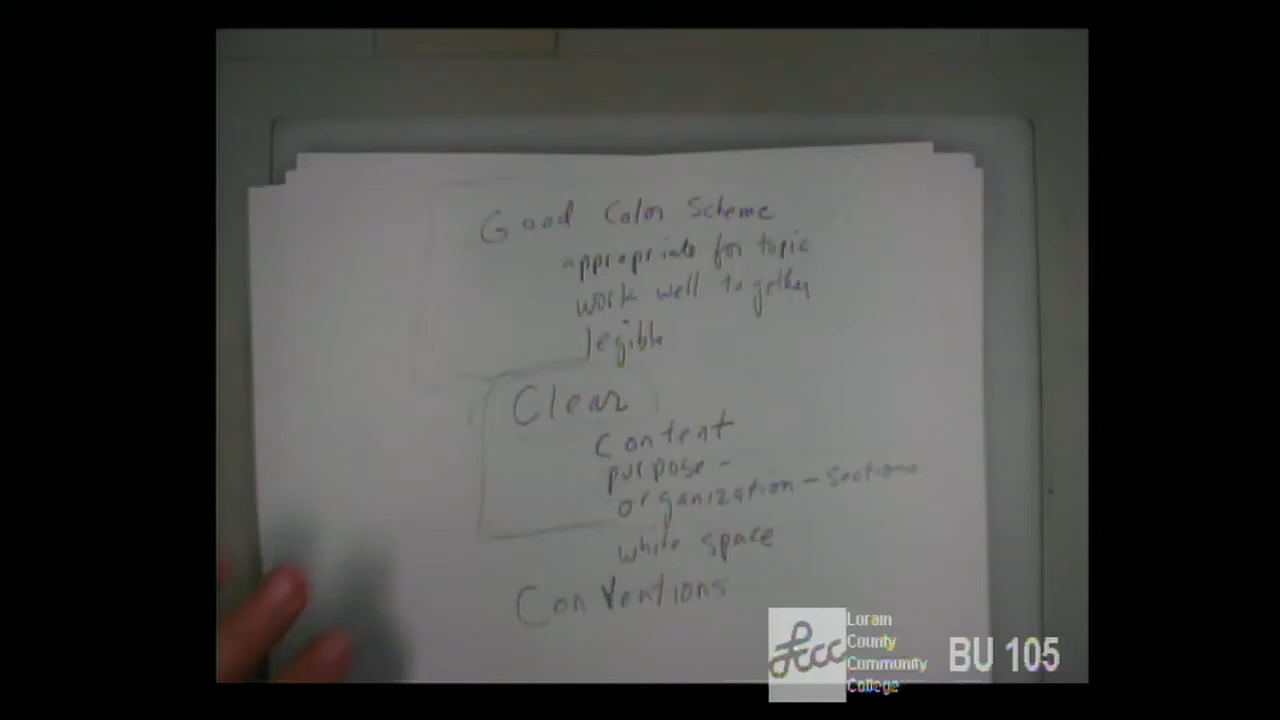 Good Color Scheme
appropriate for topic
work well together
legible
Clear
Content
purpose -
organization - sections
white space
Conventions
lccc
Lorain
County
Community
College
BU 105